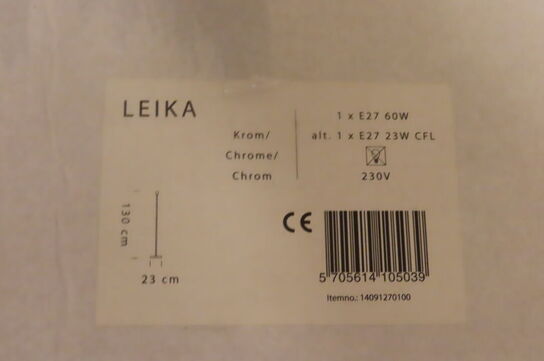 LEIKA
Krom/
Chrome/
Chrom
1 x E27 60W
alt. 1 x E27 23W CFL
230V
130 cm
23 cm
CE
5 705614 105039
Itemno.: 14091270100